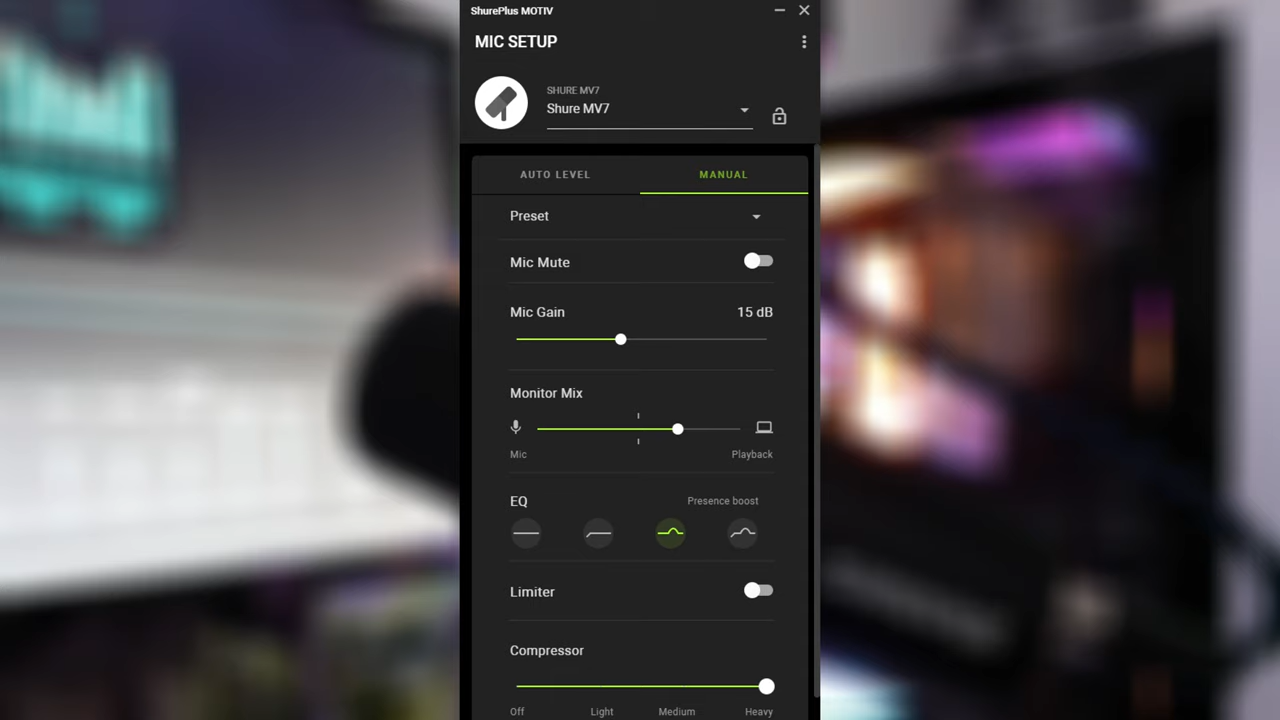 ShurePlus MOTIV
MIC SETUP
SHURE MV7
Shure MV7
AUTO LEVEL MANUAL
Preset
Mic Mute
Mic Gain 15 dB
Monitor Mix
Mic Playback
EQ Presence boost
Limiter
Compressor
Off Light Medium Heavy